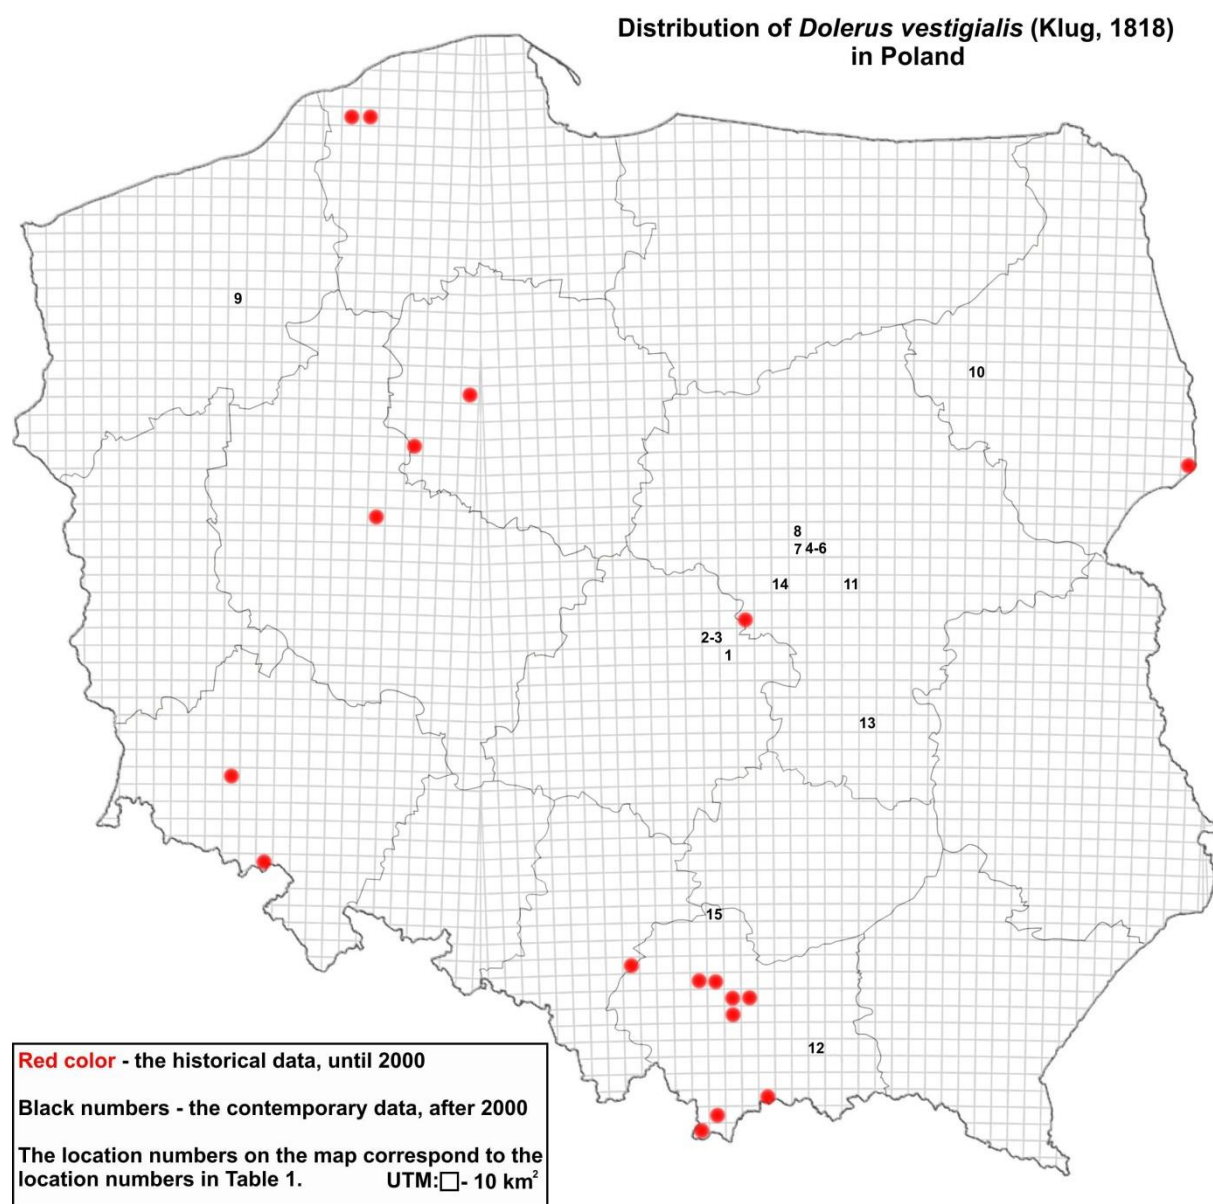 Distribution of Dolerus vestigialis (Klug, 1818)
in Poland
9
10
8
7 4-6
14 11
2-3
1
13
15
12
Red color - the historical data, until 2000
Black numbers - the contemporary data, after 2000
The location numbers on the map correspond to the
location numbers in Table 1. UTM:□- 10 km²